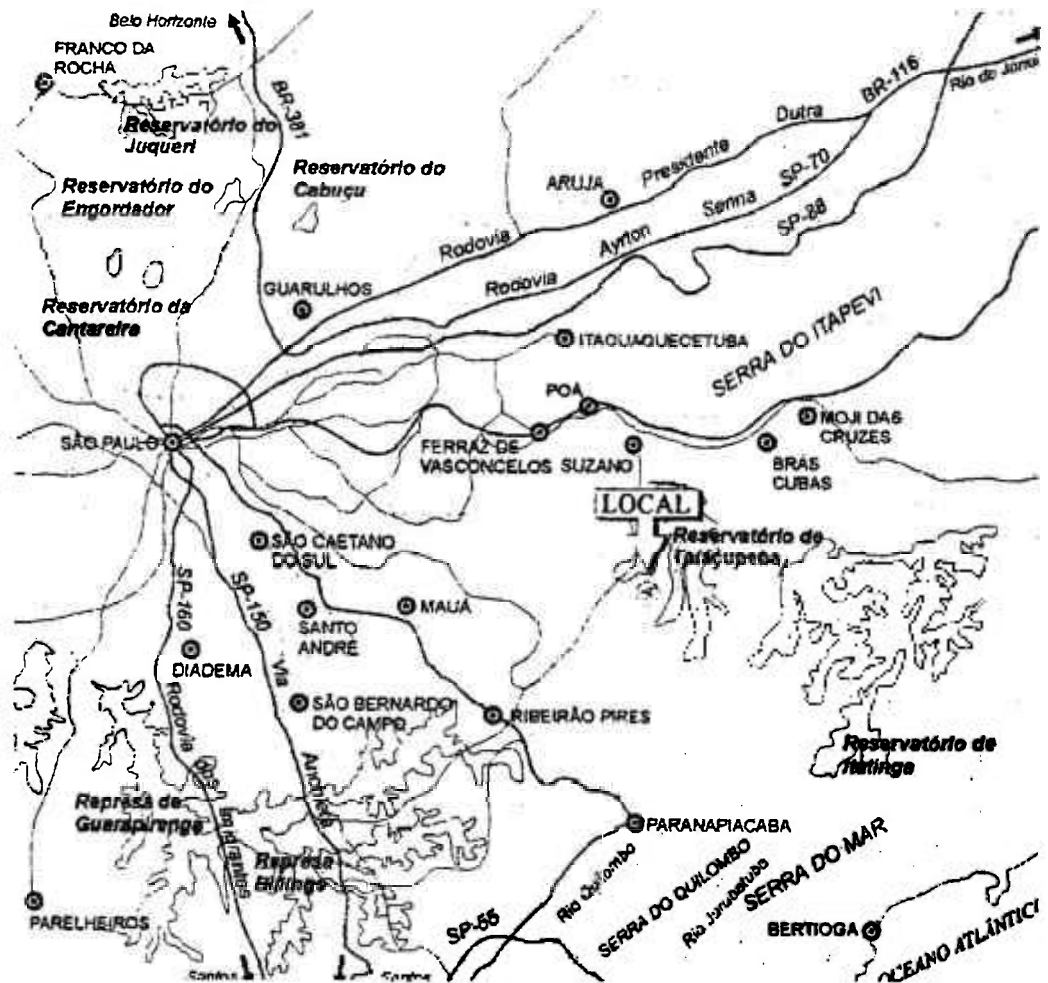 Belo Horizonte
FRANCO DA
ROCHA
BR-381
BR-116
Reservatório do
Juqueri
Reservatório do
Engordador
Reservatório do
Cabuçu
ARUJA
Rodovia Presidente Dutra
Rodovia Ayrton Senna SP-70
SP-88
GUARULHOS
Reservatório da
Cantareira
ITAQUAQUECETUBA
SERRA DO ITAPEVI
POÁ
MOJI DAS
CRUZES
SÃO PAULO
FERRAZ DE
VASCONCELOS
SUZANO
BRÁS
CUBAS
LOCAL
Reservatório de
SÃO CAETANO
DO SUL
SP-160
SP-150
SANTO
ANDRÉ
MAUÁ
DIADEMA
Via Anchieta
Rodovia dos Imigrantes
SÃO BERNARDO
DO CAMPO
RIBEIRÃO PIRES
Reservatório de
Itatinga
Represa de
Guarapiranga
Represa
Billings
PARANAPIACABA
Rio Quilombo
SERRA DO QUILOMBO
Rio
SERRA DO MAR
PARELHEIROS
SP-55
BERTIOGA
OCEANO ATLÂNTICO
Santos
Santos